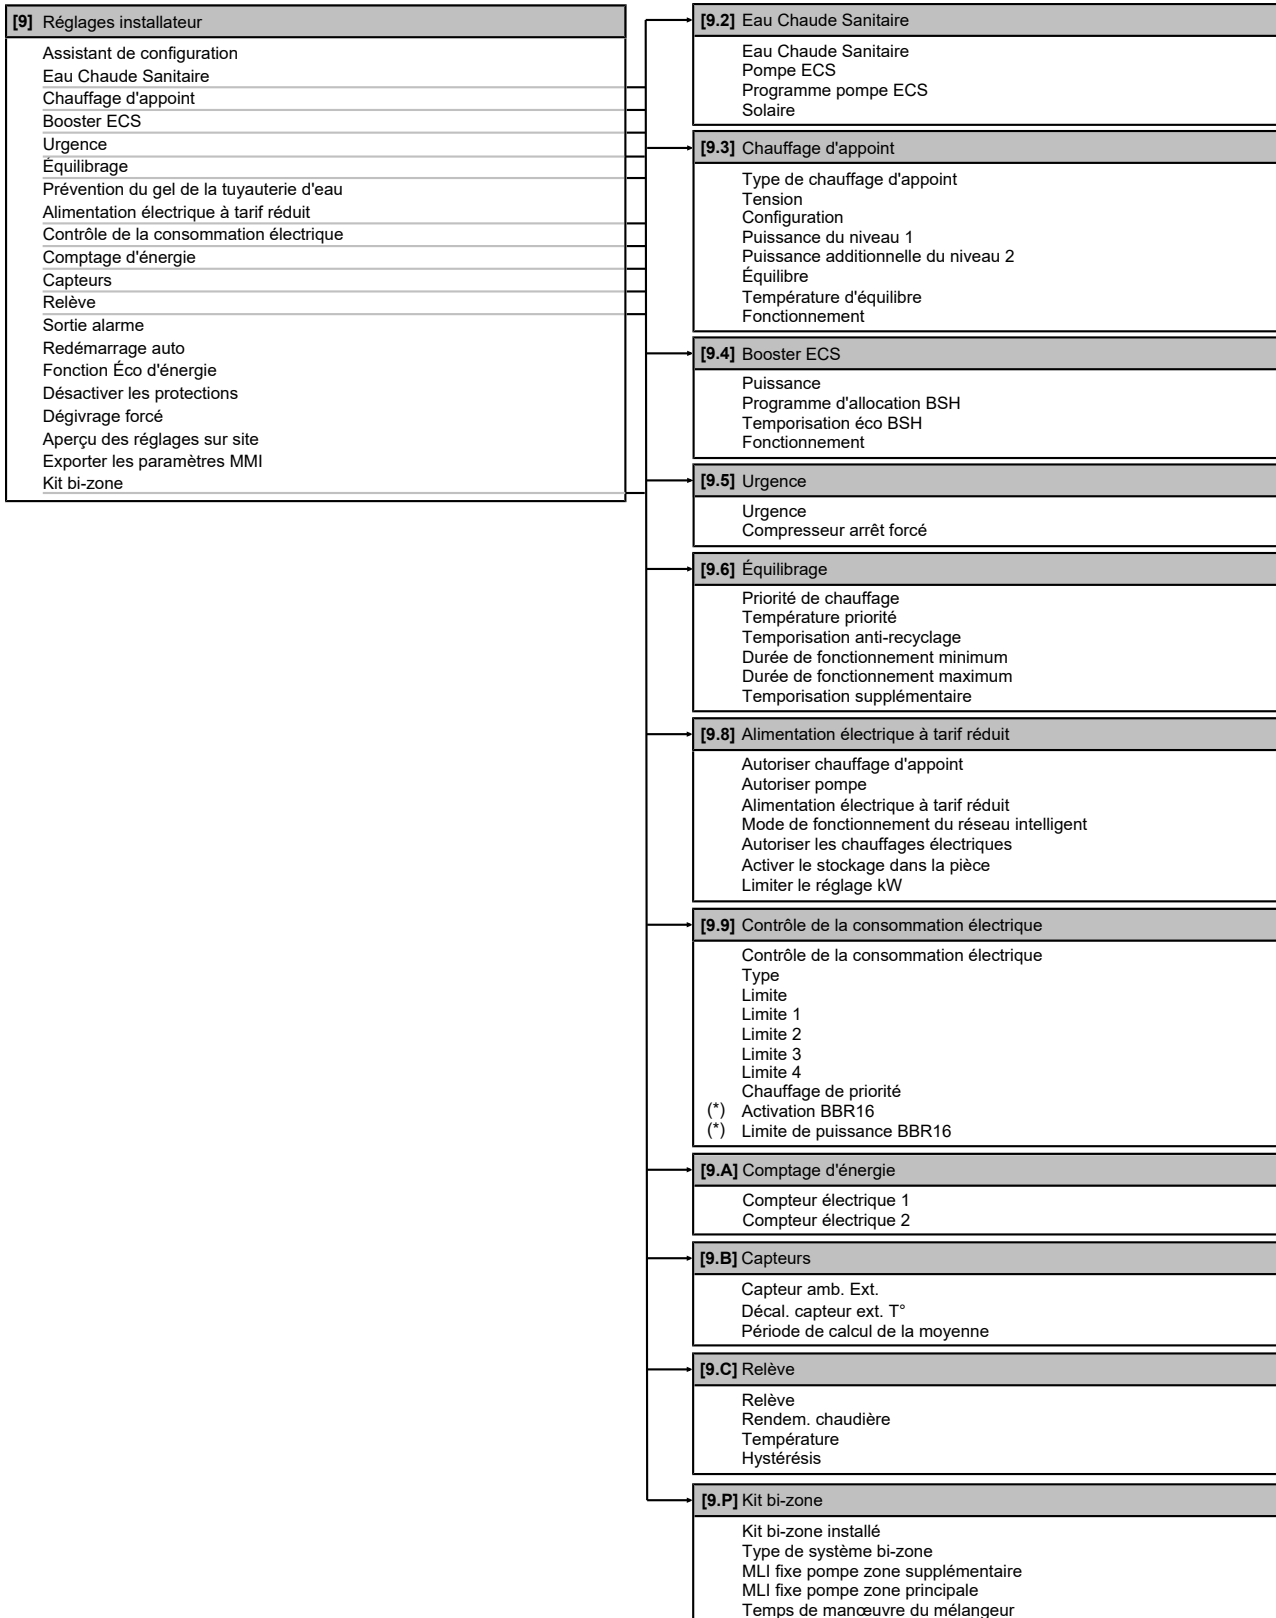 [9] Réglages installateur
Assistant de configuration
Eau Chaude Sanitaire
Chauffage d'appoint
Booster ECS
Urgence
Équilibrage
Prévention du gel de la tuyauterie d'eau
Alimentation électrique à tarif réduit
Contrôle de la consommation électrique
Comptage d'énergie
Capteurs
Relève
Sortie alarme
Redémarrage auto
Fonction Éco d'énergie
Désactiver les protections
Dégivrage forcé
Aperçu des réglages sur site
Exporter les paramètres MMI
Kit bi-zone
[9.2] Eau Chaude Sanitaire
Eau Chaude Sanitaire
Pompe ECS
Programme pompe ECS
Solaire
[9.3] Chauffage d'appoint
Type de chauffage d'appoint
Tension
Configuration
Puissance du niveau 1
Puissance additionnelle du niveau 2
Équilibre
Température d'équilibre
Fonctionnement
[9.4] Booster ECS
Puissance
Programme d'allocation BSH
Temporisation éco BSH
Fonctionnement
[9.5] Urgence
Urgence
Compresseur arrêt forcé
[9.6] Équilibrage
Priorité de chauffage
Température priorité
Temporisation anti-recyclage
Durée de fonctionnement minimum
Durée de fonctionnement maximum
Temporisation supplémentaire
[9.8] Alimentation électrique à tarif réduit
Autoriser chauffage d'appoint
Autoriser pompe
Alimentation électrique à tarif réduit
Mode de fonctionnement du réseau intelligent
Autoriser les chauffages électriques
Activer le stockage dans la pièce
Limiter le réglage kW
[9.9] Contrôle de la consommation électrique
Contrôle de la consommation électrique
Type
Limite
Limite 1
Limite 2
Limite 3
Limite 4
Chauffage de priorité
(*) Activation BBR16
(*) Limite de puissance BBR16
[9.A] Comptage d'énergie
Compteur électrique 1
Compteur électrique 2
[9.B] Capteurs
Capteur amb. Ext.
Décal. capteur ext. T°
Période de calcul de la moyenne
[9.C] Relève
Relève
Rendem. chaudière
Température
Hystérésis
[9.P] Kit bi-zone
Kit bi-zone installé
Type de système bi-zone
MLI fixe pompe zone supplémentaire
MLI fixe pompe zone principale
Temps de manœuvre du mélangeur